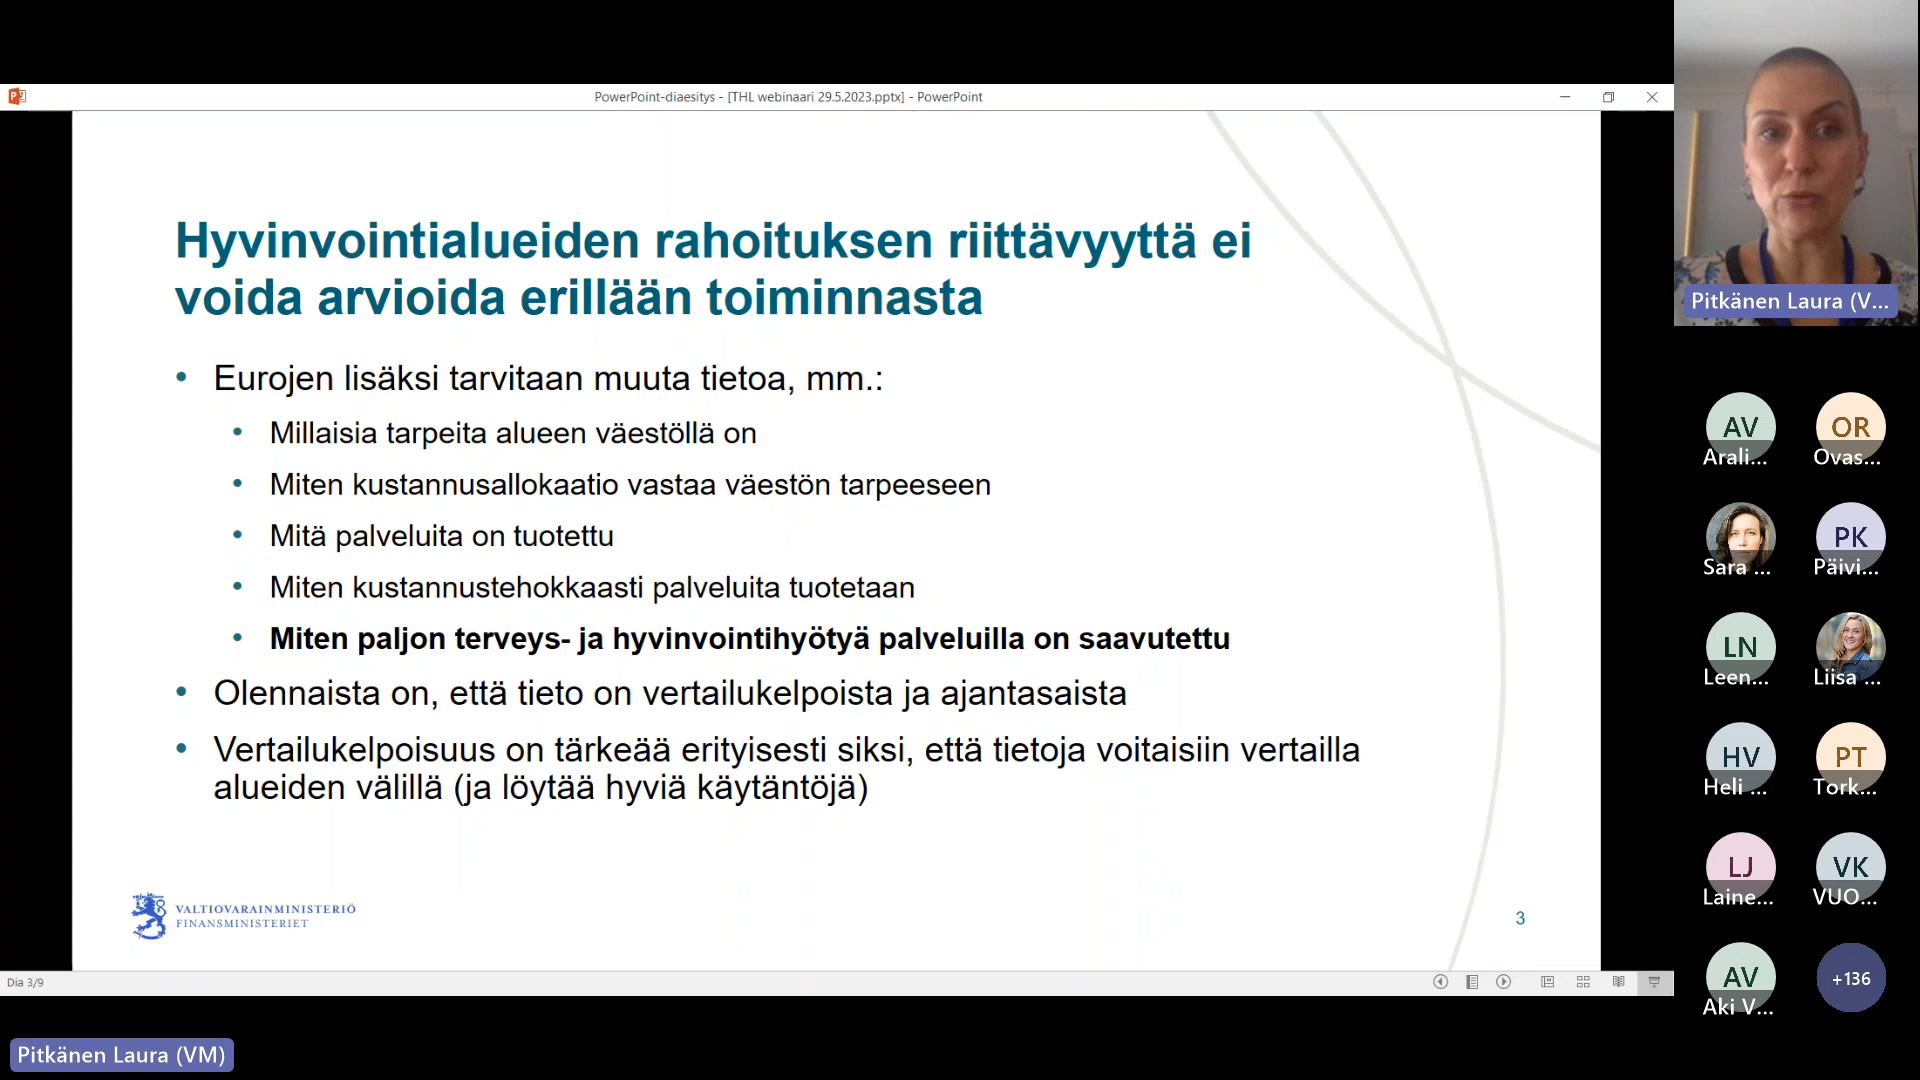 PowerPoint-diaesitys - [THL webinaari 29.5.2023.pptx] - PowerPoint
Hyvinvointialueiden rahoituksen riittävyyttä ei
voida arvioida erillään toiminnasta
• Eurojen lisäksi tarvitaan muuta tietoa, mm.:
• Millaisia tarpeita alueen väestöllä on
• Miten kustannusallokaatio vastaa väestön tarpeeseen
• Mitä palveluita on tuotettu
• Miten kustannustehokkaasti palveluita tuotetaan
• Miten paljon terveys- ja hyvinvointihyötyä palveluilla on saavutettu
• Olennaista on, että tieto on vertailukelpoista ja ajantasaista
• Vertailukelpoisuus on tärkeää erityisesti siksi, että tietoja voitaisiin vertailla
alueiden välillä (ja löytää hyviä käytäntöjä)
VALTIOVARAINMINISTERIÖ
FINANSMINISTERIET
3
Dia 3/9
Pitkänen Laura (VM)
Pitkänen Laura (V...
AV
Arali...
OR
Ovas...
Sara ...
PK
Päivi...
LN
Leen...
Liisa ...
HV
Heli ...
PT
Tork...
LJ
Laine...
VK
VUO...
AV
Aki V...
+136